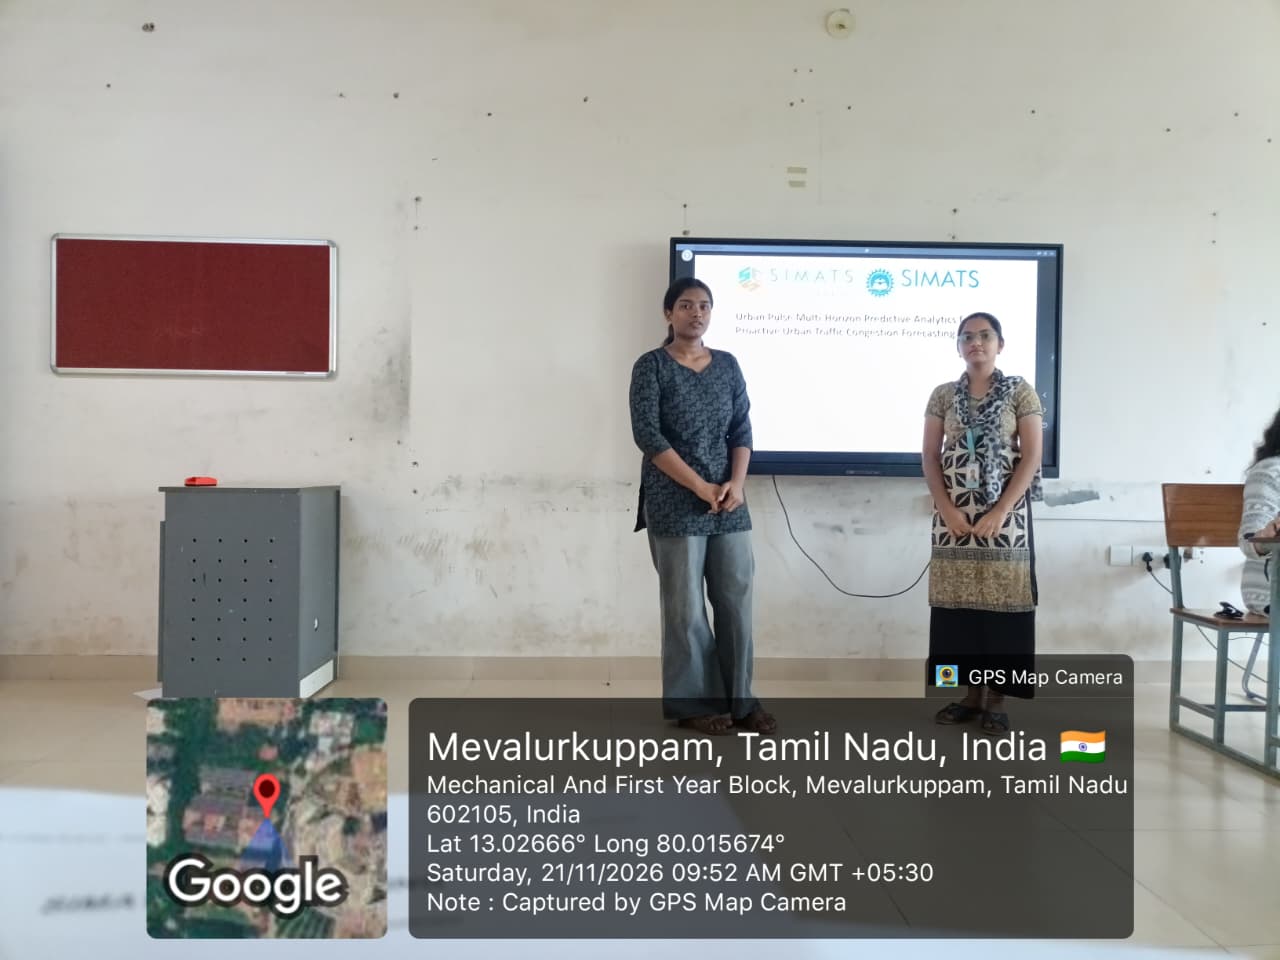 SIMATS
SIMATS
Urban Pulse Multi Horizon Predictive Analytics
Proactive Urban Traffic Congestion Forecasting
GPS Map Camera
Mevalurkuppam, Tamil Nadu, India 🇮🇳
Mechanical And First Year Block, Mevalurkuppam, Tamil Nadu
602105, India
Lat 13.02666° Long 80.015674°
Saturday, 21/11/2026 09:52 AM GMT +05:30
Note : Captured by GPS Map Camera
Google